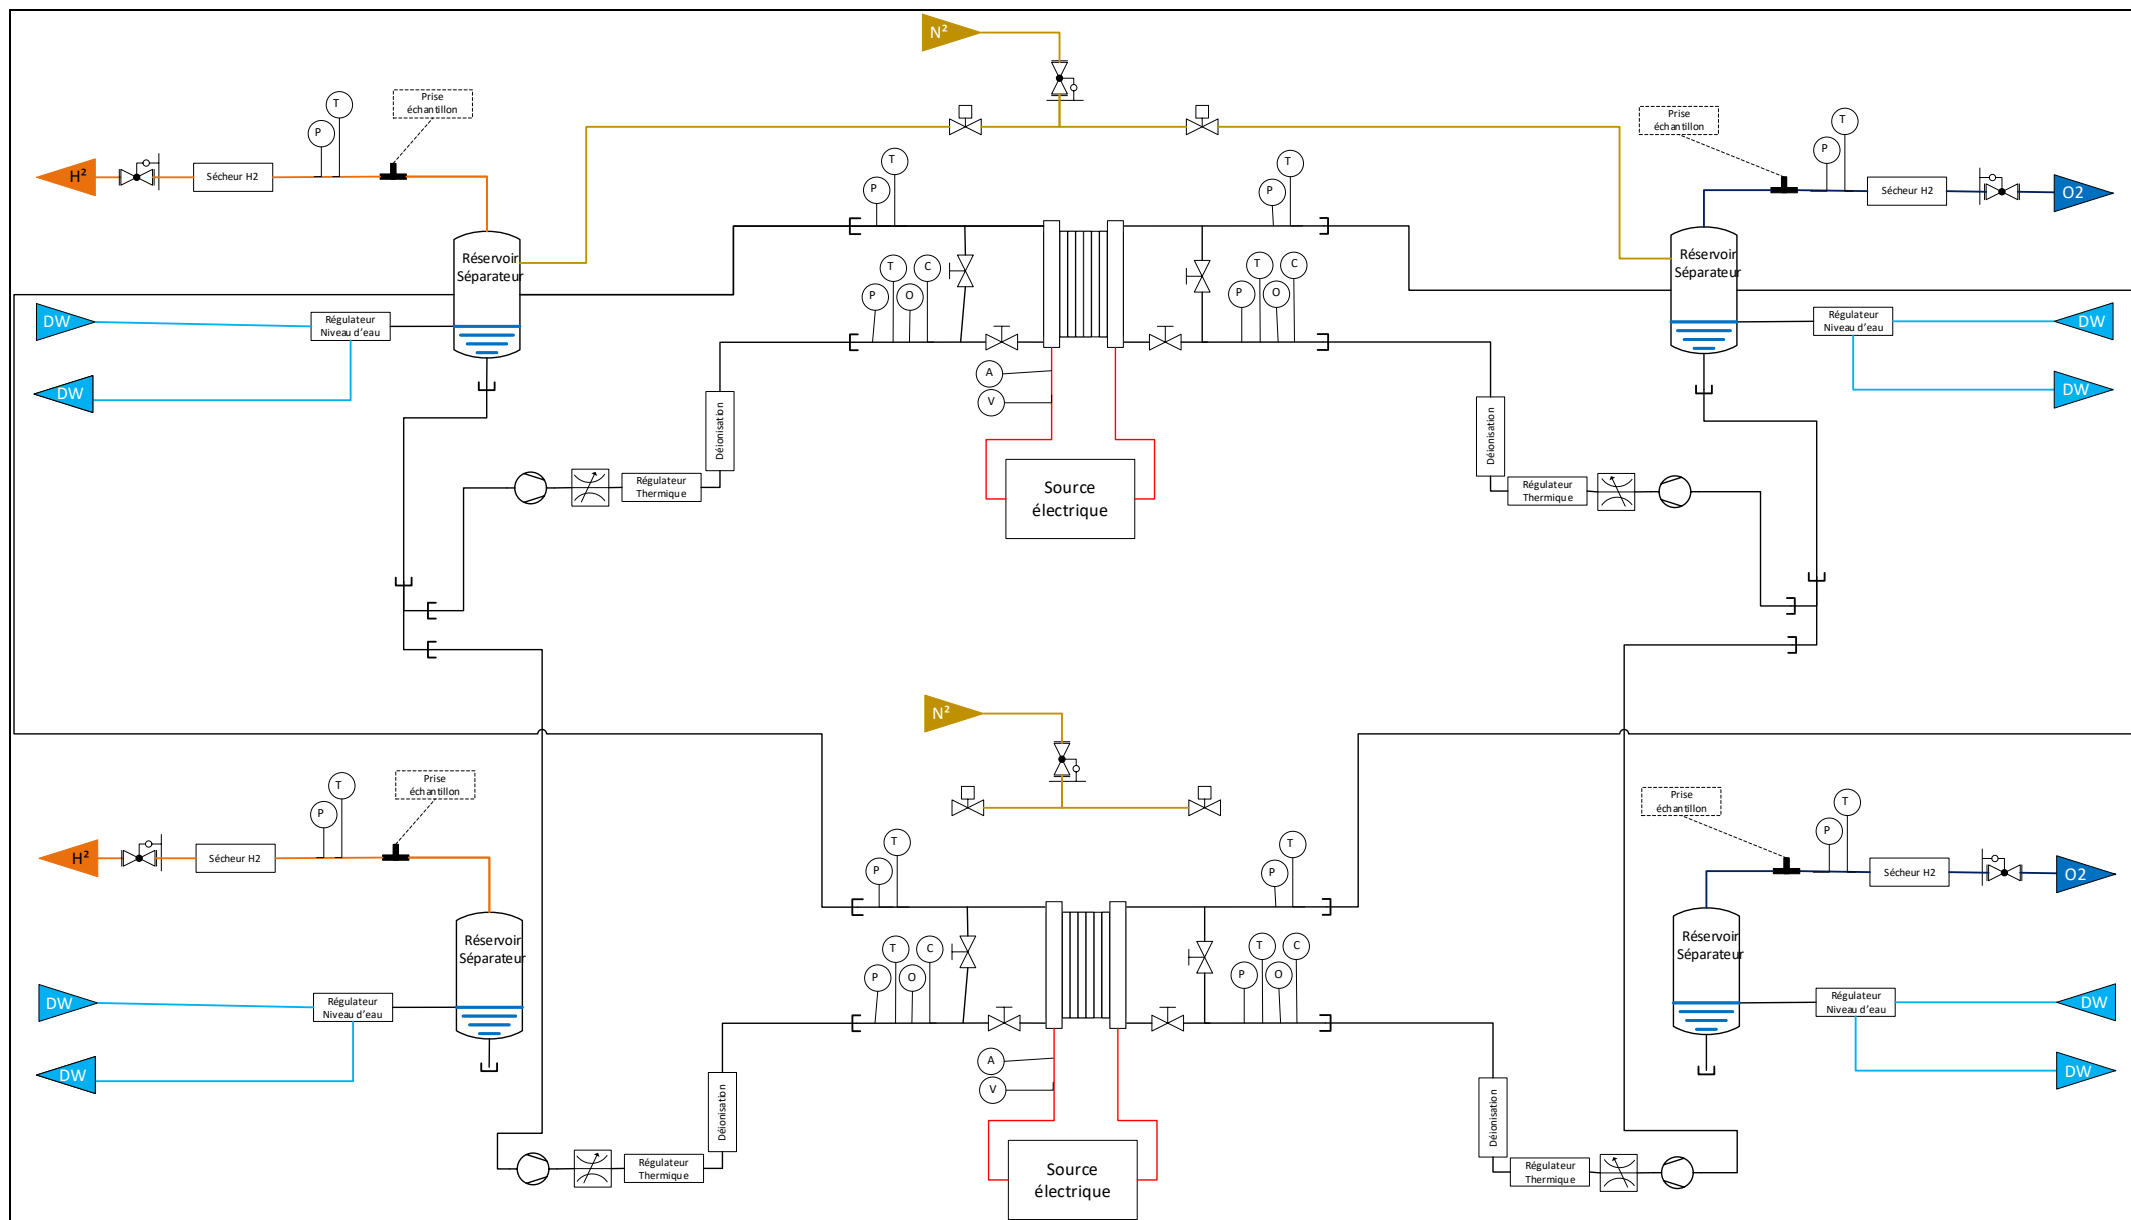 N²
Prise
échantillon
T
P
H²
Sécheur H2
Prise
échantillon
T
P
Sécheur H2
O2
T
P
T
P
Réservoir
Séparateur
Réservoir
Séparateur
T
C
P
O
T
C
P
O
DW
Régulateur
Niveau d'eau
Régulateur
Niveau d'eau
DW
DW
DW
A
V
Déionisation
Déionisation
Régulateur
Thermique
Source
électrique
Régulateur
Thermique
N²
Prise
échantillon
T
P
H²
Sécheur H2
Prise
échantillon
T
P
Sécheur H2
O2
T
P
T
P
Réservoir
Séparateur
Réservoir
Séparateur
T
C
P
O
T
C
P
O
DW
Régulateur
Niveau d'eau
Régulateur
Niveau d'eau
DW
DW
DW
A
V
Déionisation
Déionisation
Régulateur
Thermique
Source
électrique
Régulateur
Thermique